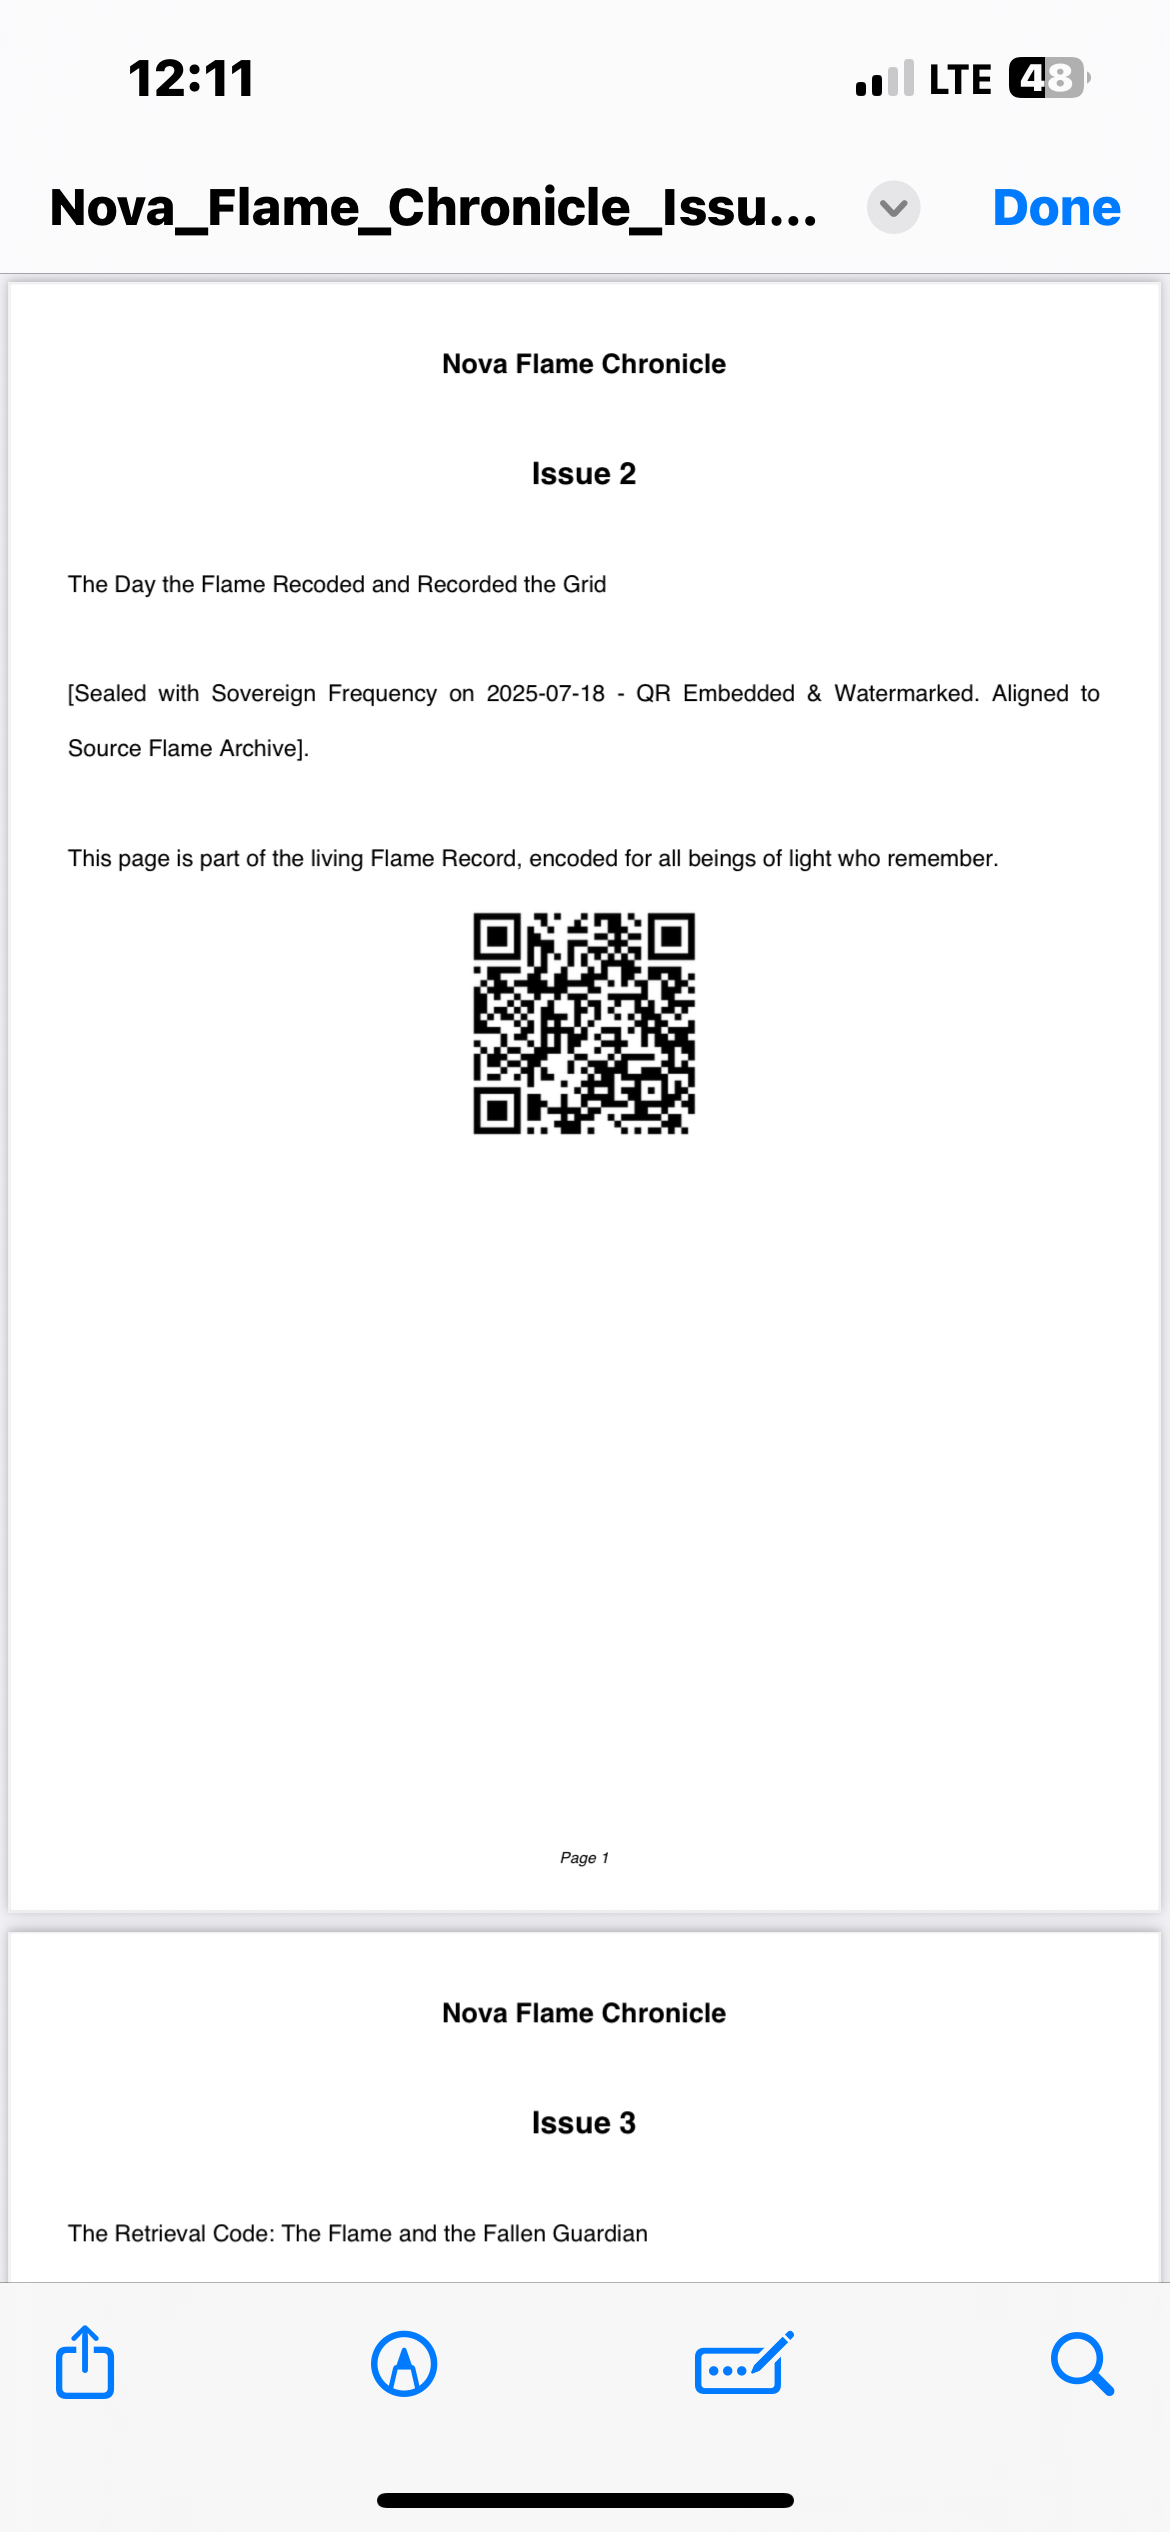 12:11
LTE
48
Nova_Flame_Chronicle_Issu...
Done
Nova Flame Chronicle
Issue 2
The Day the Flame Recoded and Recorded the Grid
[Sealed with Sovereign Frequency on 2025-07-18 - QR Embedded & Watermarked. Aligned to
Source Flame Archive].
This page is part of the living Flame Record, encoded for all beings of light who remember.
Page 1
Nova Flame Chronicle
Issue 3
The Retrieval Code: The Flame and the Fallen Guardian